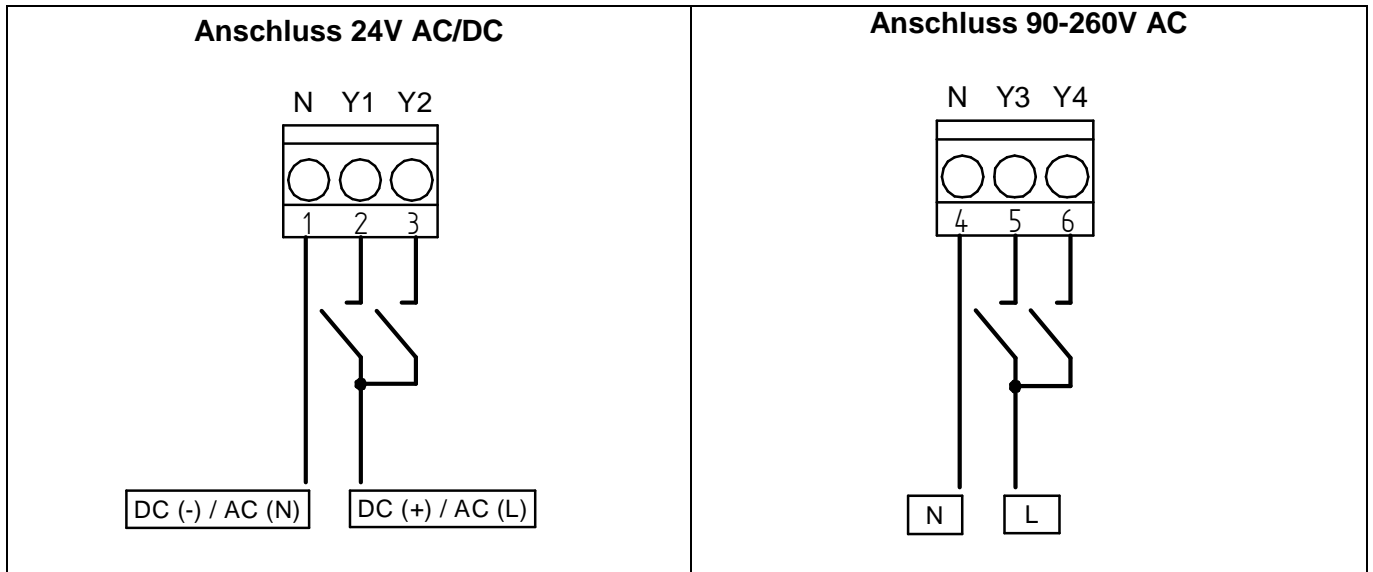 Anschluss 24V AC/DC
N Y1 Y2
1 2 3
DC (-) / AC (N) DC (+) / AC (L)
Anschluss 90-260V AC
N Y3 Y4
4 5 6
N L